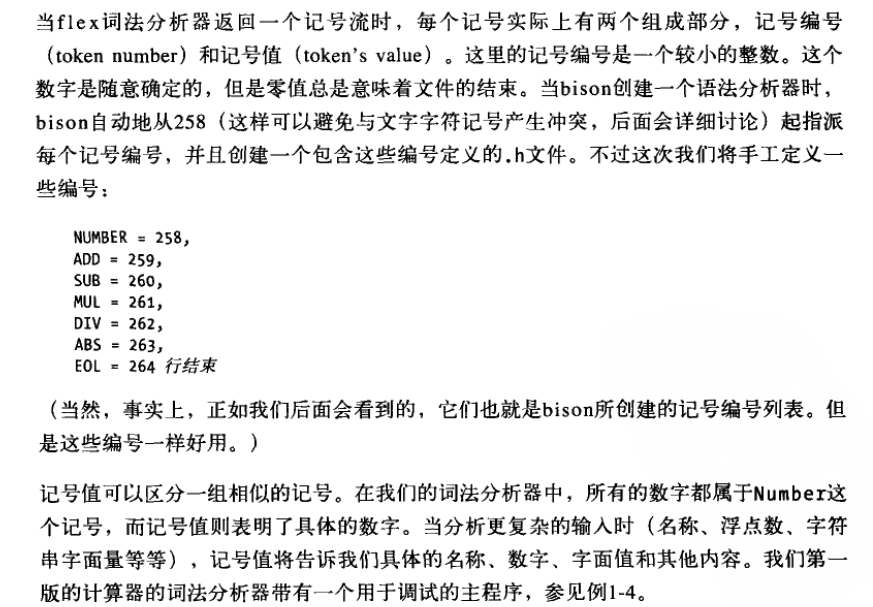 当flex词法分析器返回一个记号流时，每个记号实际上有两个组成部分，记号编号
（token number）和记号值（token's value）。这里的记号编号是一个较小的整数。这个
数字是随意确定的，但是零值总是意味着文件的结束。当bison创建一个语法分析器时，
bison自动地从258（这样可以避免与文字字符记号产生冲突，后面会详细讨论）起指派
每个记号编号，并且创建一个包含这些编号定义的.h文件。不过这次我们将手工定义一
些编号：
NUMBER = 258,
ADD = 259,
SUB = 260,
MUL = 261,
DIV = 262,
ABS = 263,
EOL = 264 行结束
（当然，事实上，正如我们后面会看到的，它们也就是bison所创建的记号编号列表。但
是这些编号一样好用。）
记号值可以区分一组相似的记号。在我们的词法分析器中，所有的数字都属于Number这
个记号，而记号值则表明了具体的数字。当分析更复杂的输入时（名称、浮点数、字符
串字面量等等），记号值将告诉我们具体的名称、数字、字面值和其他内容。我们第一
版的计算器的词法分析器带有一个用于调试的主程序，参见例1-4。